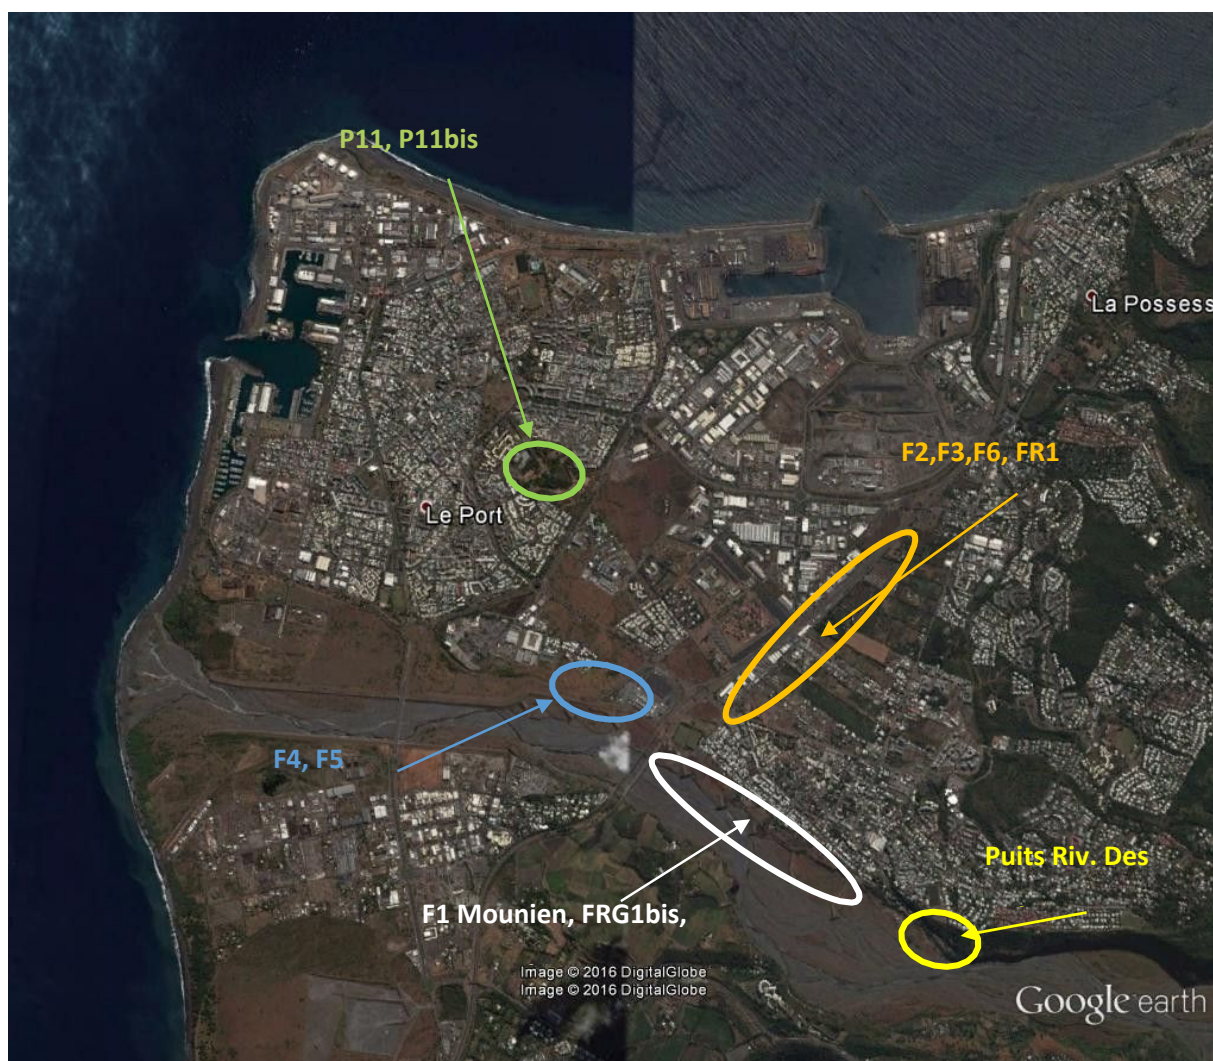 P11, P11bis
La Possess
F2,F3,F6, FR1
Le Port
F4, F5
Puits Riv. Des
F1 Mounien, FRG1bis,
Image © 2016 DigitalGlobe
Image © 2016 DigitalGlobe
Google earth